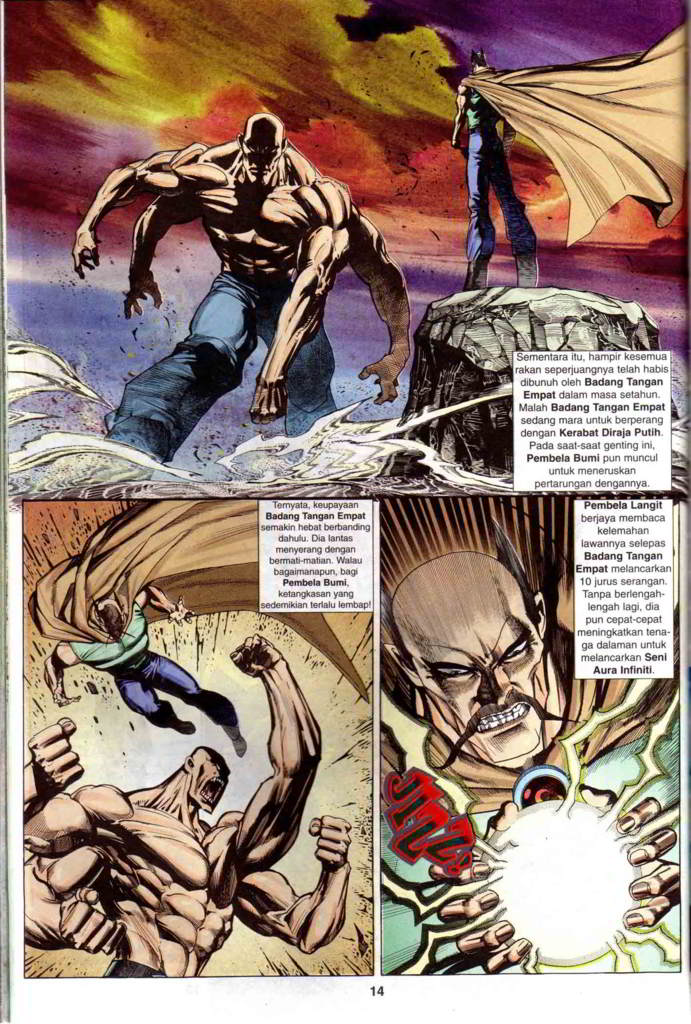 Sementara itu, hampir kesemua
rakan seperjuangnya telah habis
dibunuh oleh Badang Tangan
Empat dalam masa setahun.
Malah Badang Tangan Empat
sedang mara untuk berperang
dengan Kerabat Diraja Putih.
Pada saat-saat genting ini,
Pembela Bumi pun muncul
untuk meneruskan
pertarungan dengannya.
Ternyata, keupayaan
Badang Tangan Empat
semakin hebat berbanding
dahulu. Dia lantas
menyerang dengan
bermati-matian. Walau
bagaimanapun, bagi
Pembela Bumi,
ketangkasan yang
sedemikian terlalu lembap!
Pembela Langit
berjaya membaca
kelemahan
lawannya selepas
Badang Tangan
Empat melancarkan
10 jurus serangan.
Tanpa berlengah-
lengah lagi, dia
pun cepat-cepat
meningkatkan tena-
ga dalaman untuk
melancarkan Seni
Aura Infiniti.
JZZZ!
14